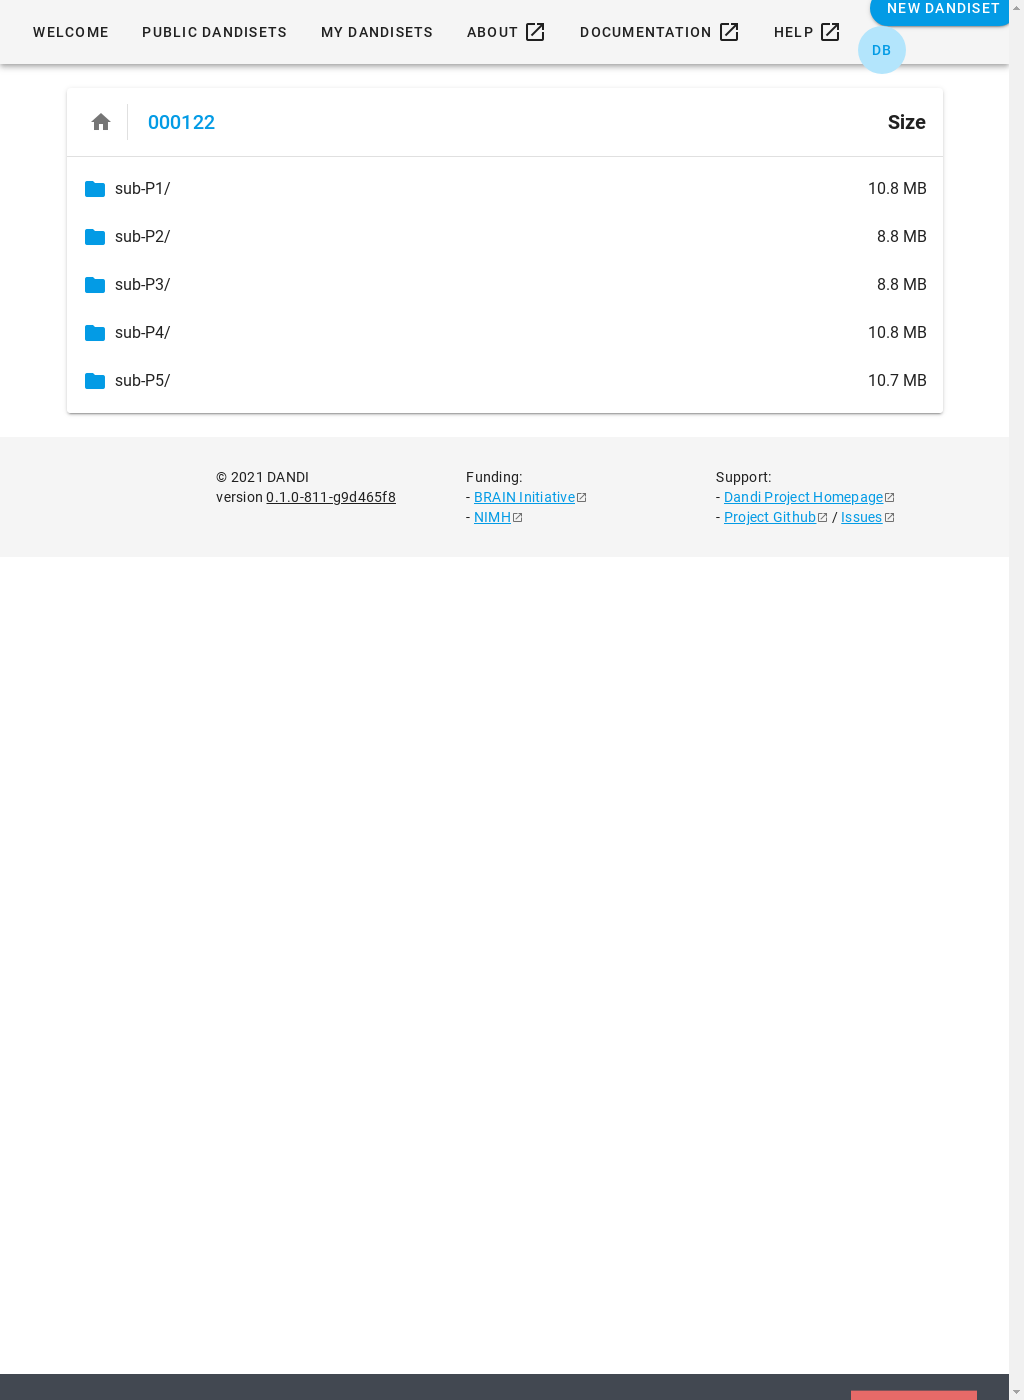 WELCOME PUBLIC DANDISETS MY DANDISETS ABOUT DOCUMENTATION HELP NEW DANDISET
DB
000122 Size
sub-P1/ 10.8 MB
sub-P2/ 8.8 MB
sub-P3/ 8.8 MB
sub-P4/ 10.8 MB
sub-P5/ 10.7 MB
© 2021 DANDI
version 0.1.0-811-g9d465f8
Funding:
- BRAIN Initiative
- NIMH
Support:
- Dandi Project Homepage
- Project Github / Issues